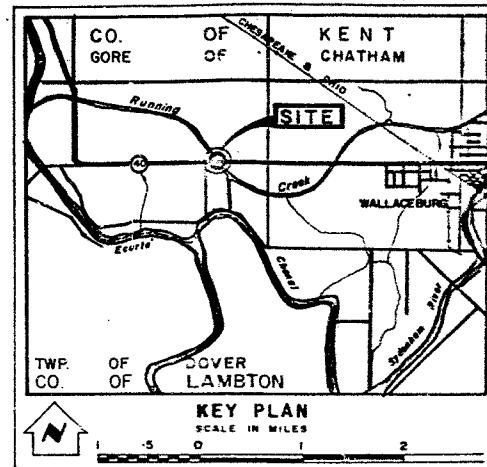 CO. OF KENT
GORE OF CHATHAM
CHESAPEAKE & OHIO
Running
SITE
40
Creek
WALLACEBURG
Ecarte
Chenal
Sydenham River
TWP. OF DOVER
CO. OF LAMBTON
N
KEY PLAN
SCALE IN MILES
1 .5 0 1 2